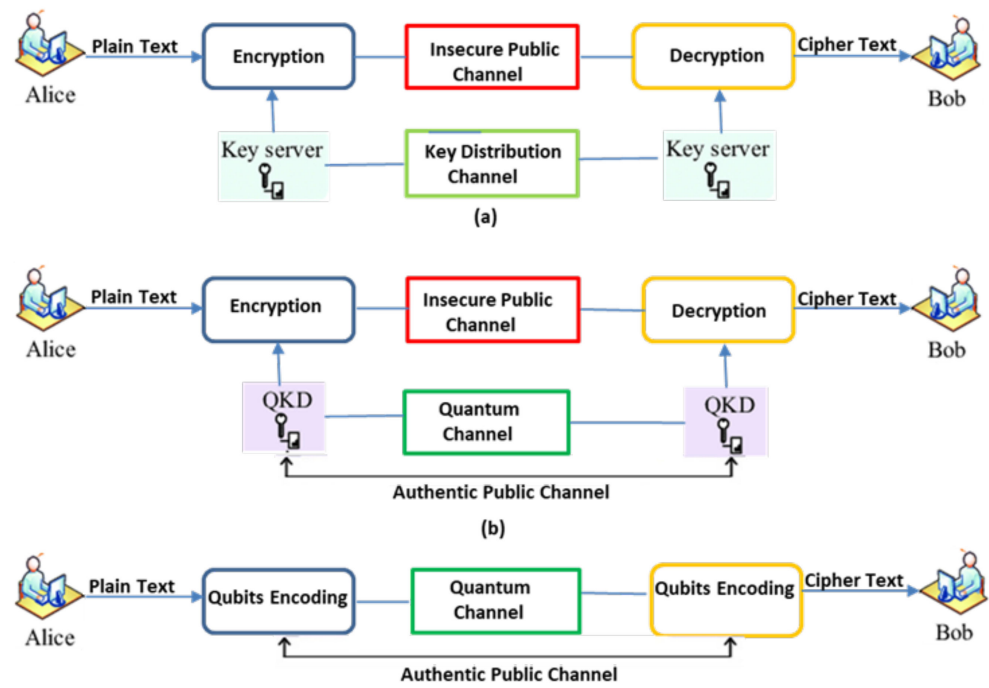 Plain Text
Encryption
Insecure Public
Channel
Decryption
Cipher Text
Alice
Bob
Key server
Key Distribution
Channel
Key server
(a)
Plain Text
Encryption
Insecure Public
Channel
Decryption
Cipher Text
Alice
Bob
QKD
Quantum
Channel
QKD
Authentic Public Channel
(b)
Plain Text
Qubits Encoding
Quantum
Channel
Qubits Encoding
Cipher Text
Alice
Bob
Authentic Public Channel